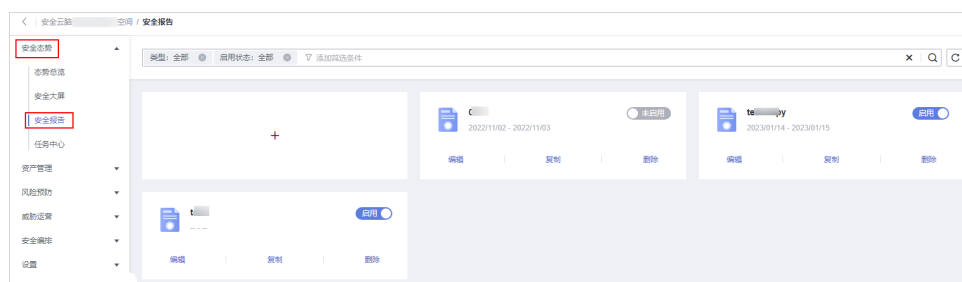 安全云脑 空间 / 安全报告
安全态势
态势总览
安全大屏
安全报告
任务中心
资产管理
风险预防
威胁运营
安全编排
设置
类型：全部 启用状态：全部 添加筛选条件
+
2022/11/02 - 2022/11/03
未启用
编辑 复制 删除
te py
2023/01/14 - 2023/01/15
启用
编辑 复制 删除
t
-- - --
启用
编辑 复制 删除